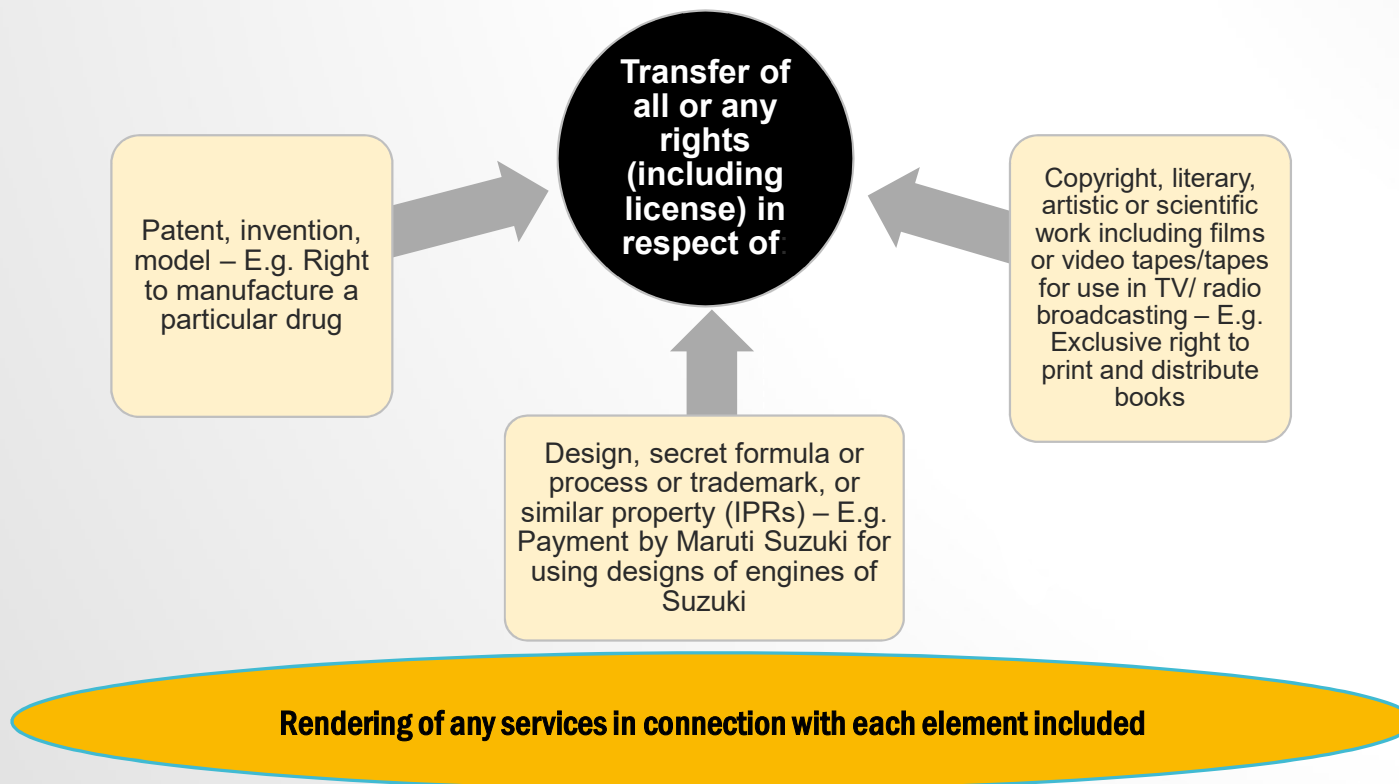 Transfer of
all or any
rights
(including
license) in
respect of:
Patent, invention,
model – E.g. Right
to manufacture a
particular drug
Copyright, literary,
artistic or scientific
work including films
or video tapes/tapes
for use in TV/ radio
broadcasting – E.g.
Exclusive right to
print and distribute
books
Design, secret formula or
process or trademark, or
similar property (IPRs) – E.g.
Payment by Maruti Suzuki for
using designs of engines of
Suzuki
Rendering of any services in connection with each element included